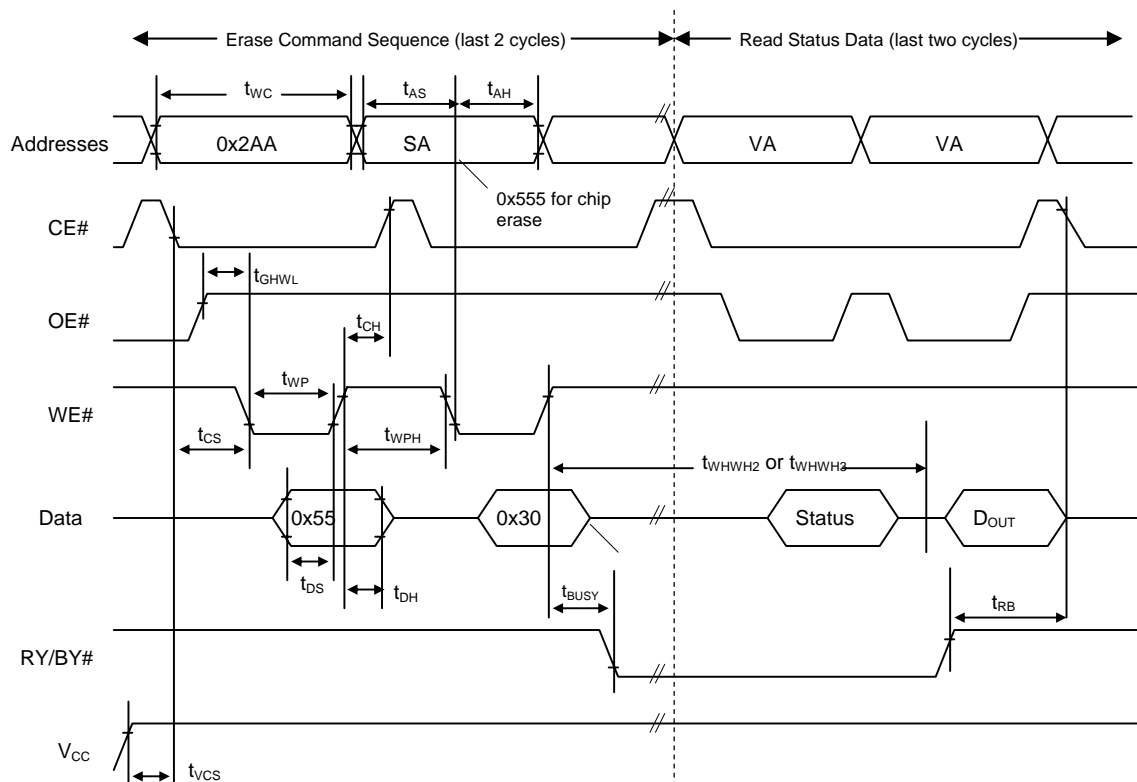 Erase Command Sequence (last 2 cycles) Read Status Data (last two cycles)
tWC tAS tAH
Addresses 0x2AA SA VA VA
0x555 for chip
erase
CE#
tGHWL
OE#
tCH
tWP
WE#
tCS tWPH
tWHWH2 or tWHWH3
Data 0x55 0x30 Status DOUT
tDS tDH
tBUSY tRB
RY/BY#
VCC
tVCS